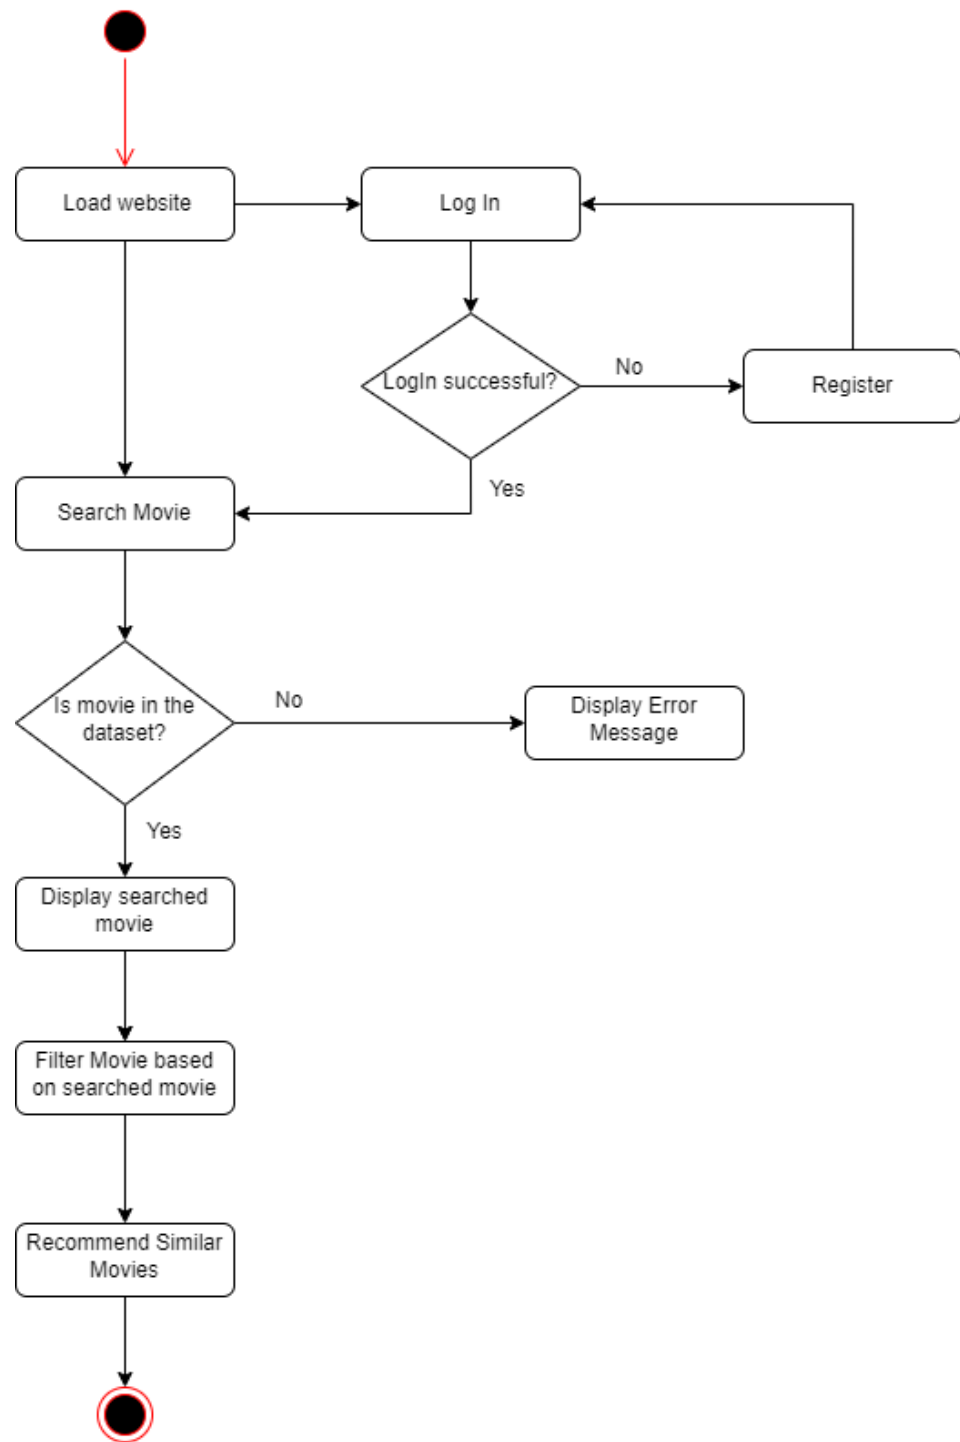 Load website
Log In
LogIn successful?
No
Register
Yes
Search Movie
Is movie in the
dataset?
No
Display Error
Message
Yes
Display searched
movie
Filter Movie based
on searched movie
Recommend Similar
Movies